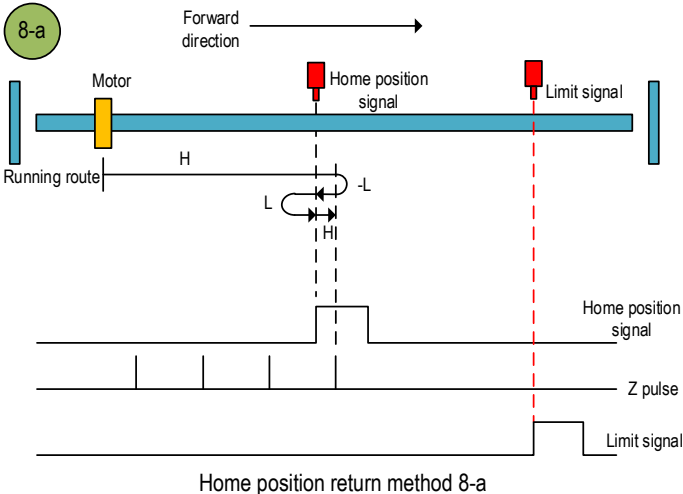 8-a
Forward
direction
Motor
Home position
signal
Limit signal
H
Running route
-L
L
H
Home position
signal
Z pulse
Limit signal
Home position return method 8-a